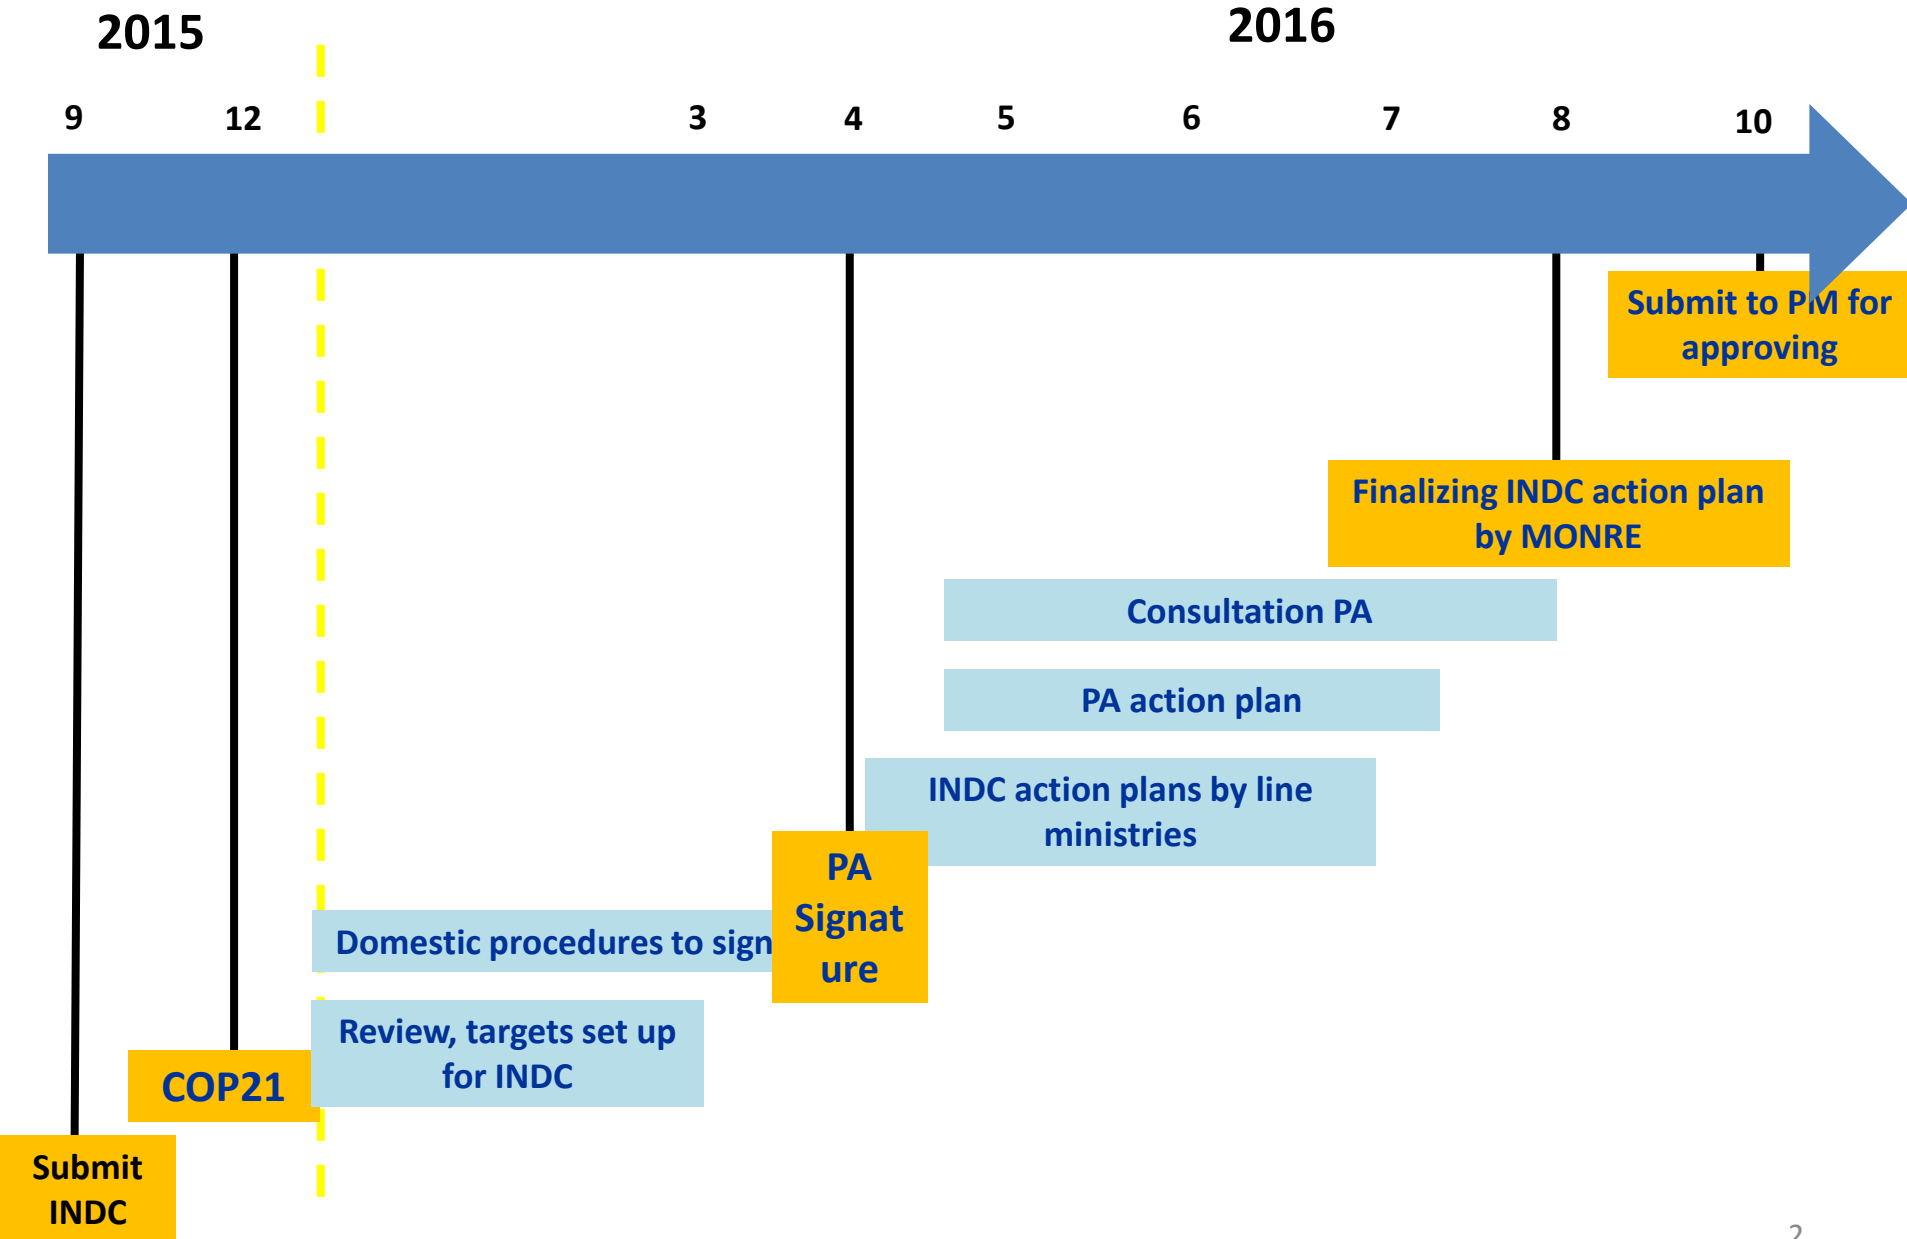 2015
2016
9
12
3
4
5
6
7
8
10
Submit to PM for
approving
Finalizing INDC action plan
by MONRE
Consultation PA
PA action plan
INDC action plans by line
ministries
PA
Signat
ure
Domestic procedures to sign
Review, targets set up
for INDC
COP21
Submit
INDC
2